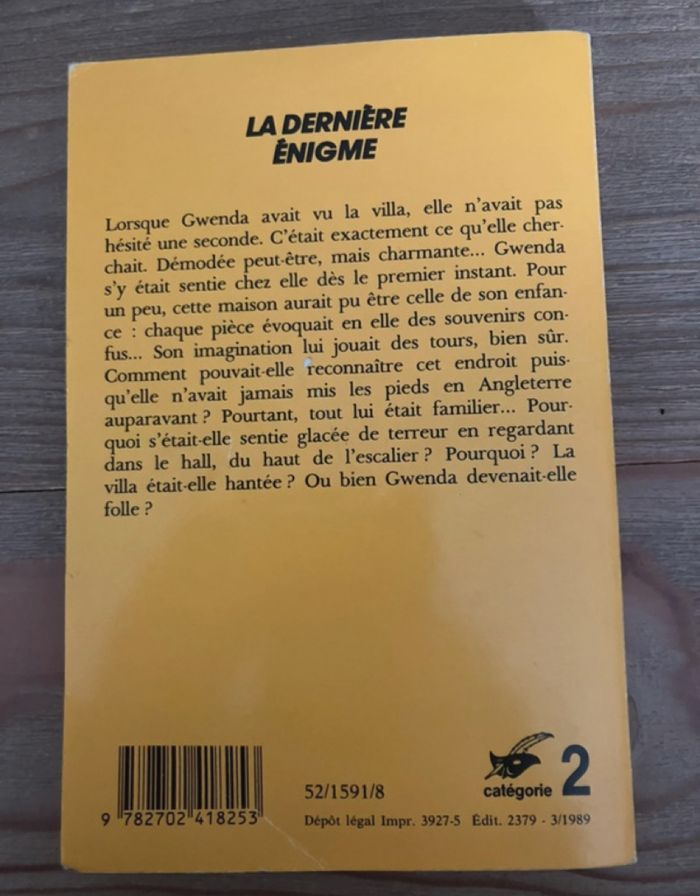 LA DERNIÈRE
ÉNIGME
Lorsque Gwenda avait vu la villa, elle n'avait pas
hésité une seconde. C'était exactement ce qu'elle cher-
chait. Démodée peut-être, mais charmante... Gwenda
s'y était sentie chez elle dès le premier instant. Pour
un peu, cette maison aurait pu être celle de son enfan-
ce : chaque pièce évoquait en elle des souvenirs con-
fus... Son imagination lui jouait des tours, bien sûr.
Comment pouvait-elle reconnaître cet endroit puis-
qu'elle n'avait jamais mis les pieds en Angleterre
auparavant ? Pourtant, tout lui était familier... Pour-
quoi s'était-elle sentie glacée de terreur en regardant
dans le hall, du haut de l'escalier ? Pourquoi ? La
villa était-elle hantée ? Ou bien Gwenda devenait-elle
folle ?
9 782702 418253
52/1591/8
Dépôt légal Impr. 3927-5 Édit. 2379 - 3/1989
catégorie 2